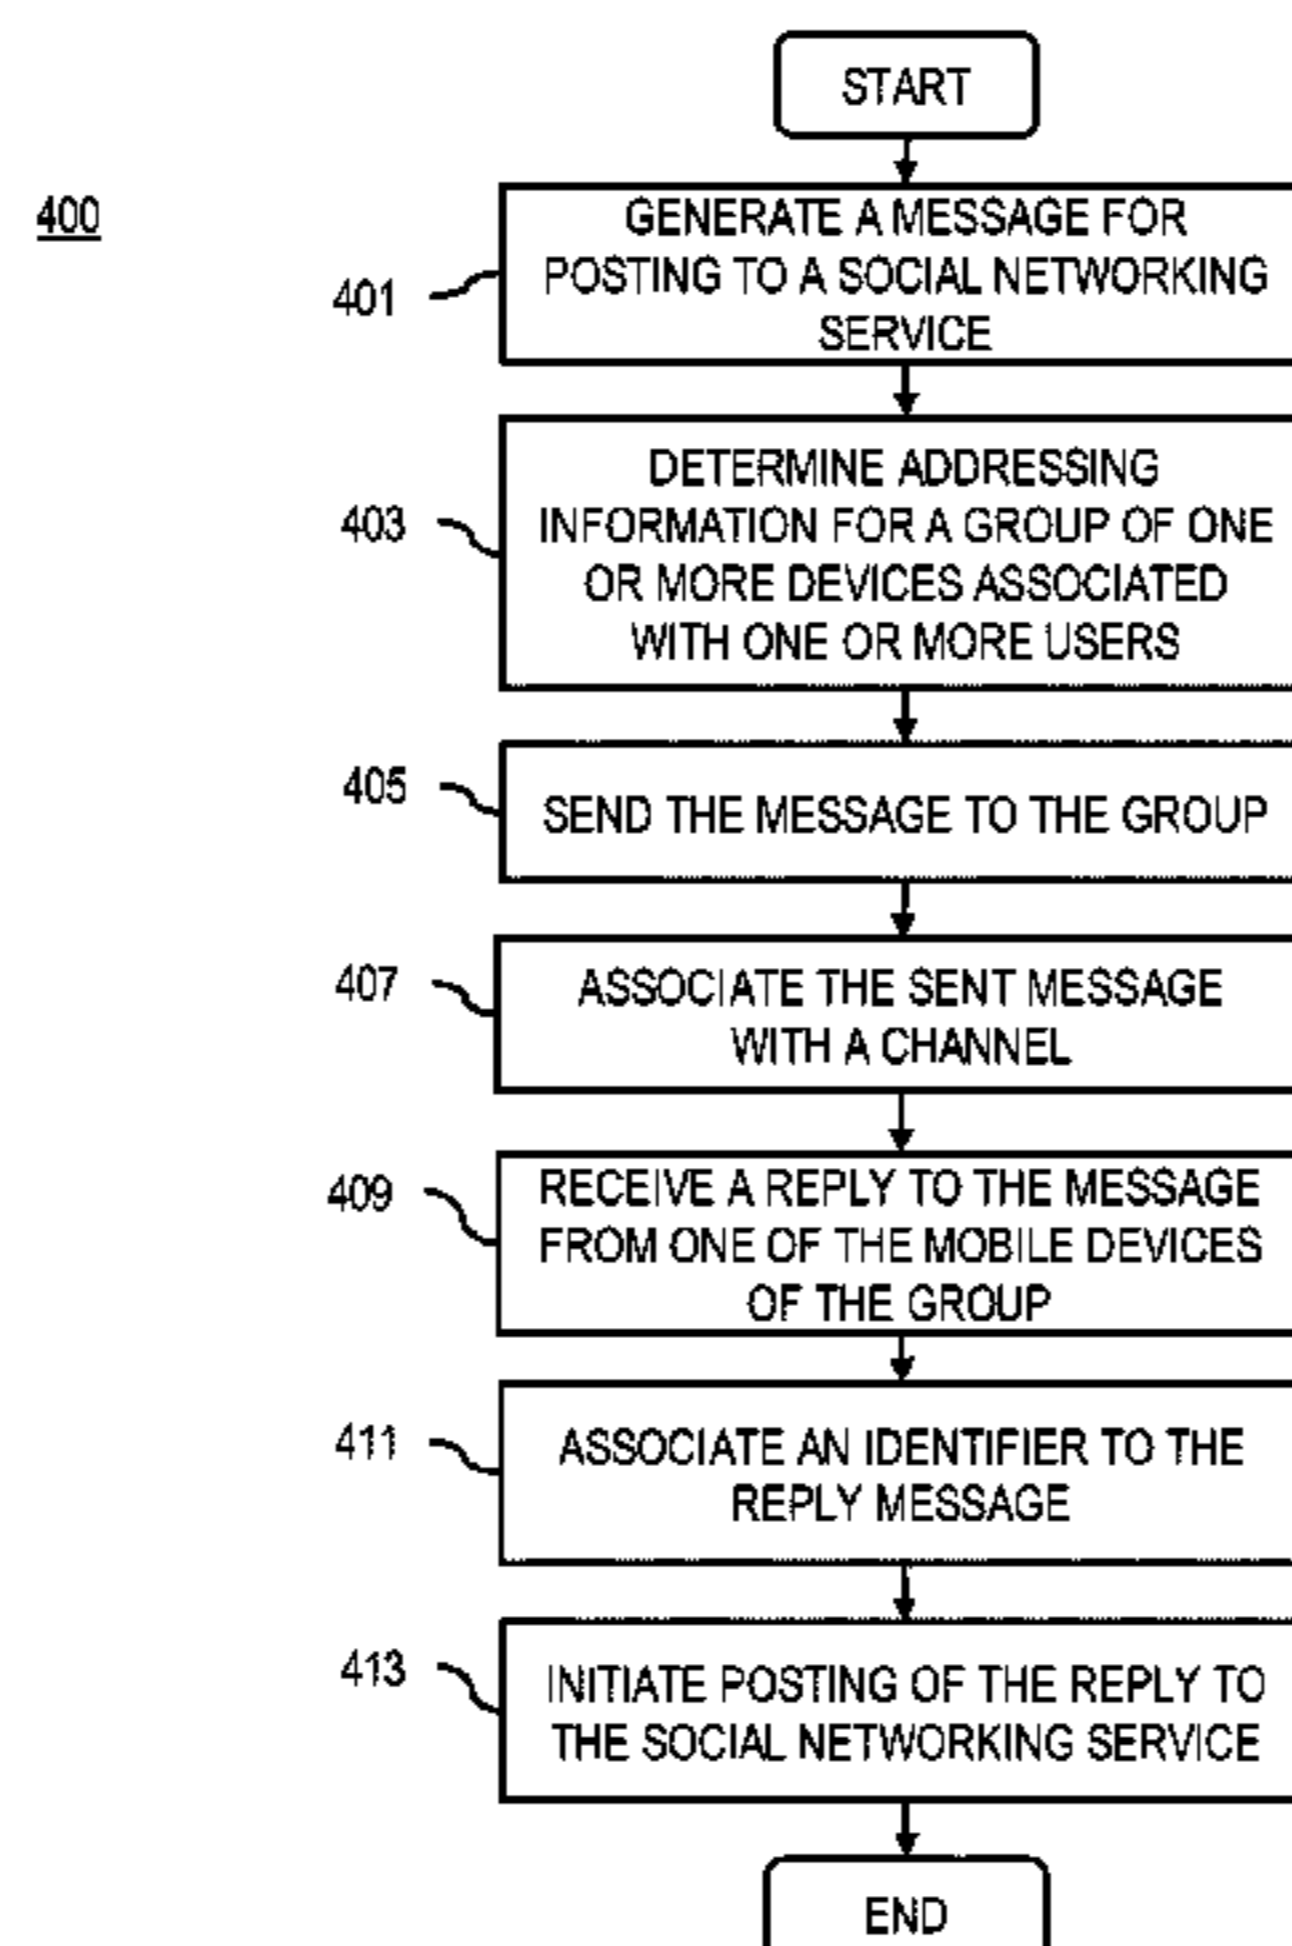 START
400
401
GENERATE A MESSAGE FOR
POSTING TO A SOCIAL NETWORKING
SERVICE
403
DETERMINE ADDRESSING
INFORMATION FOR A GROUP OF ONE
OR MORE DEVICES ASSOCIATED
WITH ONE OR MORE USERS
405
SEND THE MESSAGE TO THE GROUP
407
ASSOCIATE THE SENT MESSAGE
WITH A CHANNEL
409
RECEIVE A REPLY TO THE MESSAGE
FROM ONE OF THE MOBILE DEVICES
OF THE GROUP
411
ASSOCIATE AN IDENTIFIER TO THE
REPLY MESSAGE
413
INITIATE POSTING OF THE REPLY TO
THE SOCIAL NETWORKING SERVICE
END